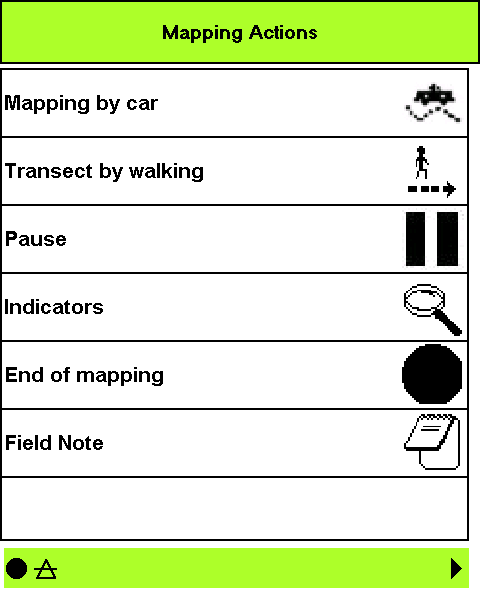 Mapping Actions
Mapping by car
Transect by walking
Pause
Indicators
End of mapping
Field Note